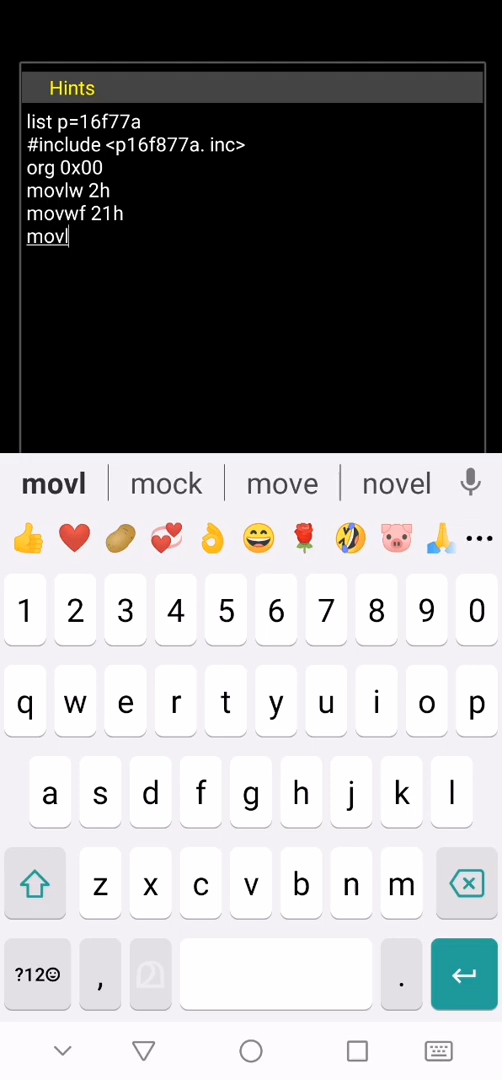 Hints
list p=16f77a
#include <p16f877a. inc>
org 0x00
movlw 2h
movwf 21h
movl
movl mock move novel
1 2 3 4 5 6 7 8 9 0
q w e r t y u i o p
a s d f g h j k l
z x c v b n m
?12☺ , മ .